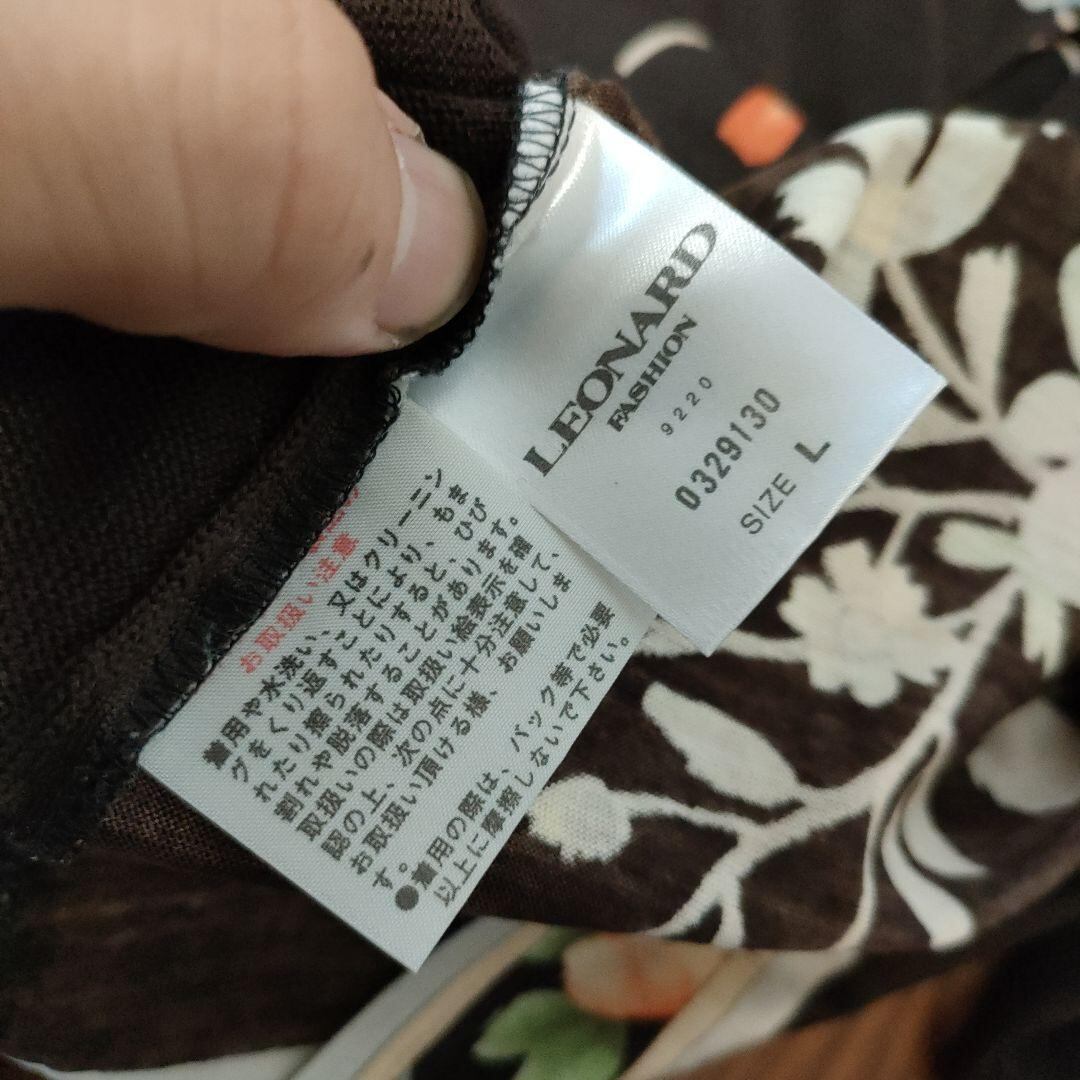 LEONARD
FASHION
9220
0329130
SIZE L
お取扱い注意
着用や水洗い、又はクリーニン
グをくり返すことにより、もま
れたり擦られたりすると、ひび
割れや脱落することがあります。
取扱いの際は取扱い絵表示を確
認の上、次の点に十分注意して、
お取扱い頂ける様、お願いしま
す。
●着用の際は、バック等で必要
以上に摩擦しないで下さい。